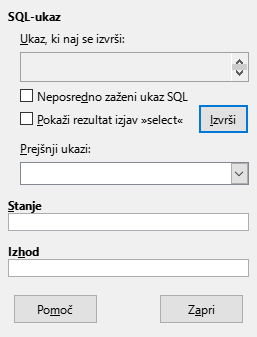 SQL-ukaz
Ukaz, ki naj se izvrši:
Neposredno zaženi ukaz SQL
Pokaži rezultat izjav »select«
Izvrši
Prejšnji ukazi:
Stanje
Izhod
Pomoč
Zapri